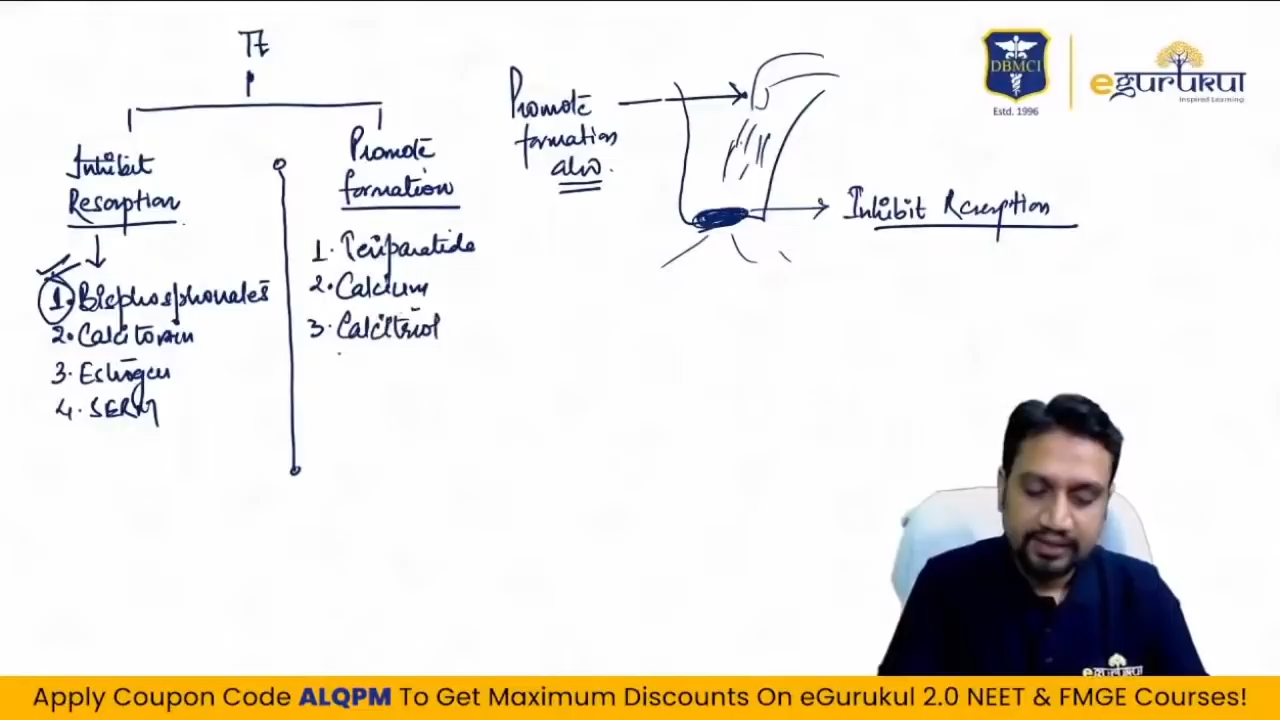 Tt
Inhibit
Resorption
1. Bisphosphonates
2. Calcitonin
3. Estrogen
4. SERM
Promote
formation
1. Teriparatide
2. Calcium
3. Calcitriol
Promote
formation
also.
Inhibit Resorption
DBMCI
Estd. 1996
eGurukul
Inspired Learning
eGurukul
Apply Coupon Code ALQPM To Get Maximum Discounts On eGurukul 2.0 NEET & FMGE Courses!